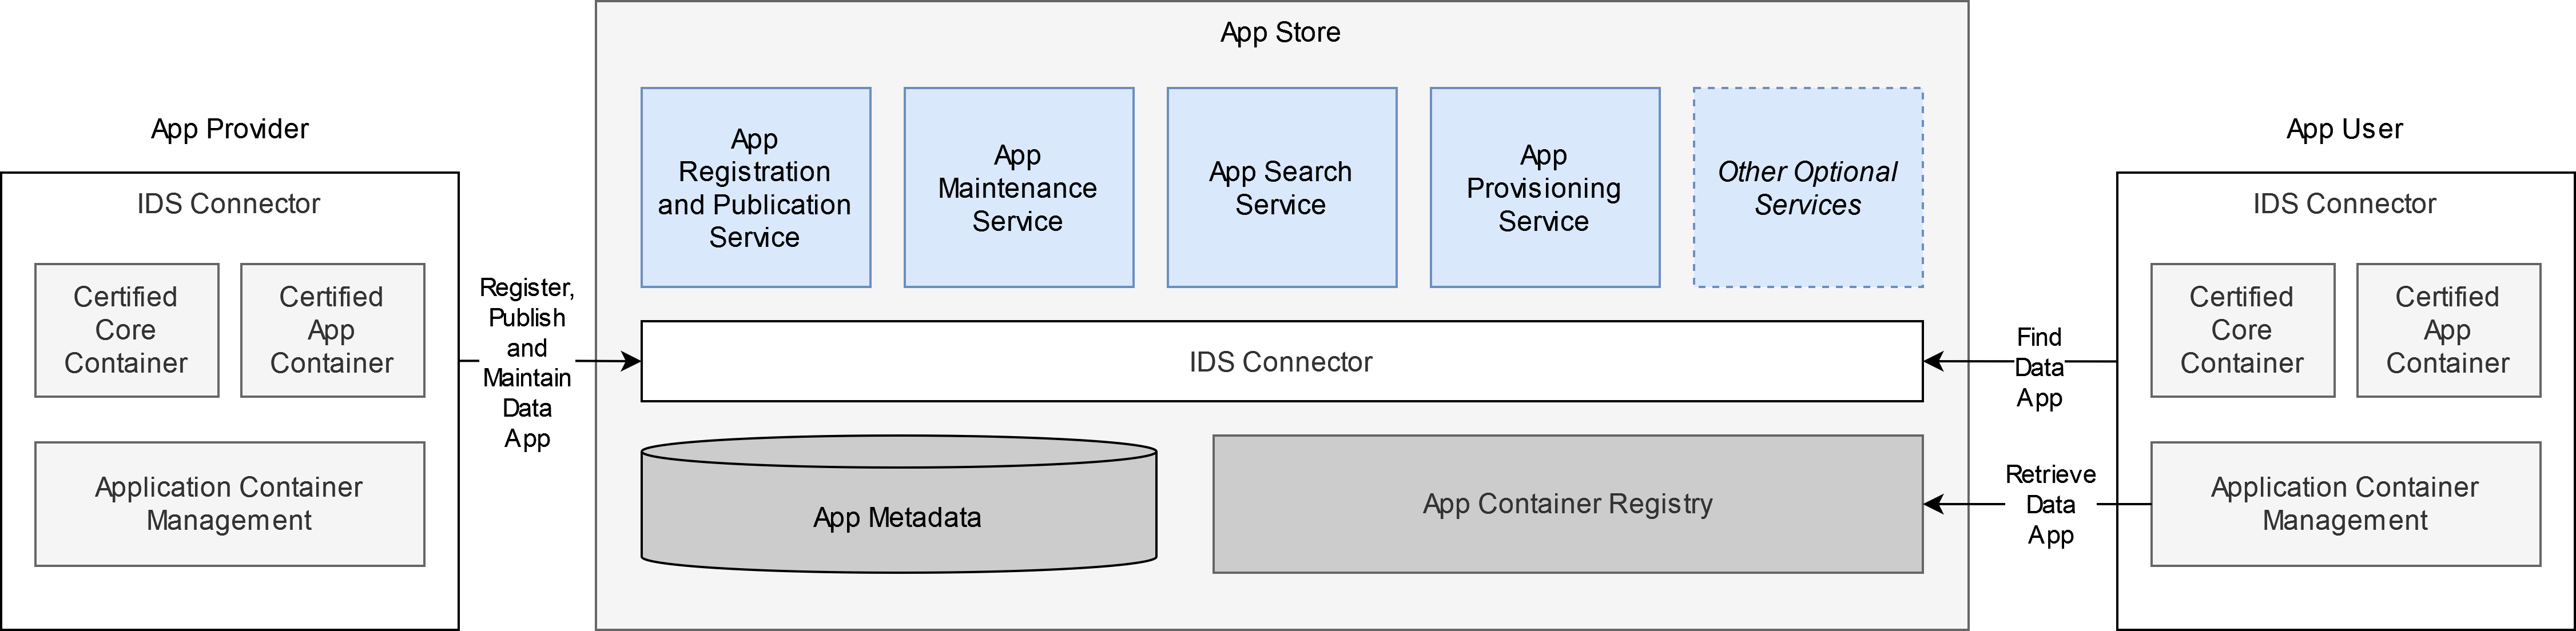 App Store
App Provider
IDS Connector
Certified
Core
Container
Certified
App
Container
Application Container
Management
Register,
Publish
and
Maintain
Data
App
App
Registration
and Publication
Service
App
Maintenance
Service
App Search
Service
App
Provisioning
Service
Other Optional
Services
IDS Connector
App Metadata
App Container Registry
Find
Data
App
Retrieve
Data
App
App User
IDS Connector
Certified
Core
Container
Certified
App
Container
Application Container
Management